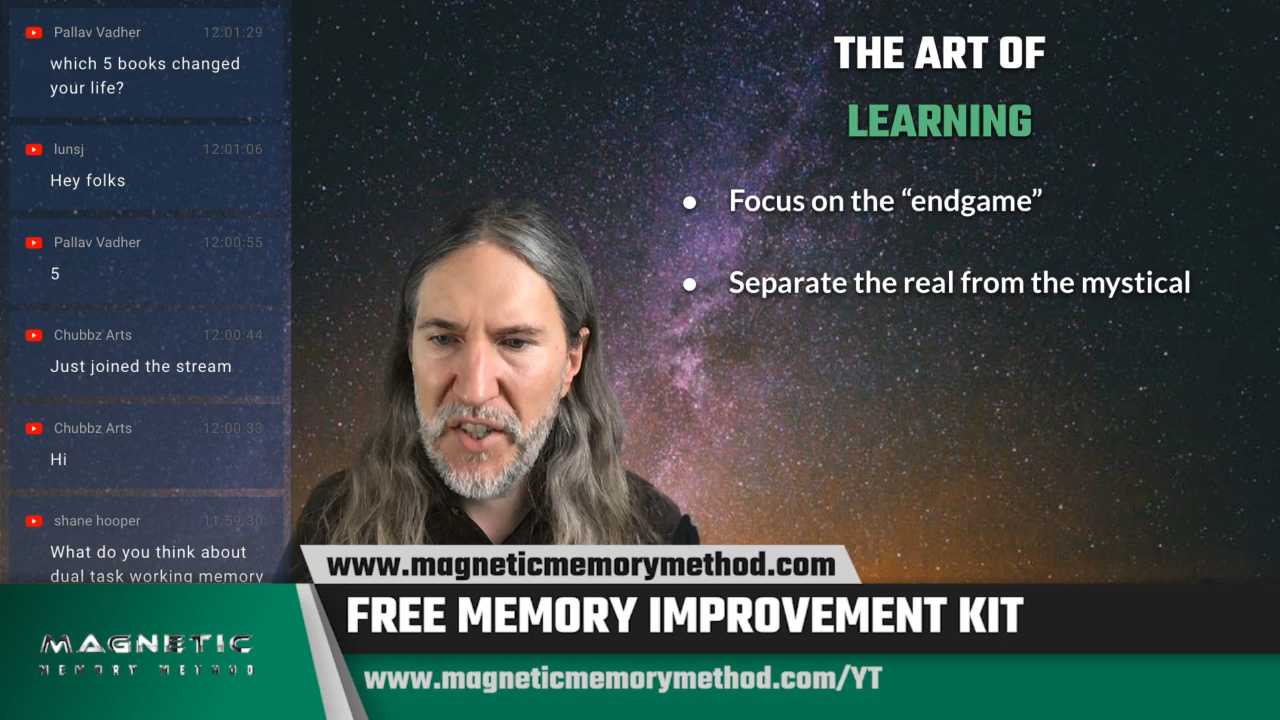 Pallav Vadher 12:01:29
which 5 books changed
your life?
lunsj 12:01:06
Hey folks
Pallav Vadher 12:00:55
5
Chubbz Arts 12:00:44
Just joined the stream
Chubbz Arts 12:00:33
Hi
shane hooper 11:59:30
What do you think about
dual task working memory
THE ART OF
LEARNING
● Focus on the “endgame”
● Separate the real from the mystical
www.magneticmemorymethod.com
FREE MEMORY IMPROVEMENT KIT
www.magneticmemorymethod.com/YT
MAGNETIC
MEMORY METHOD